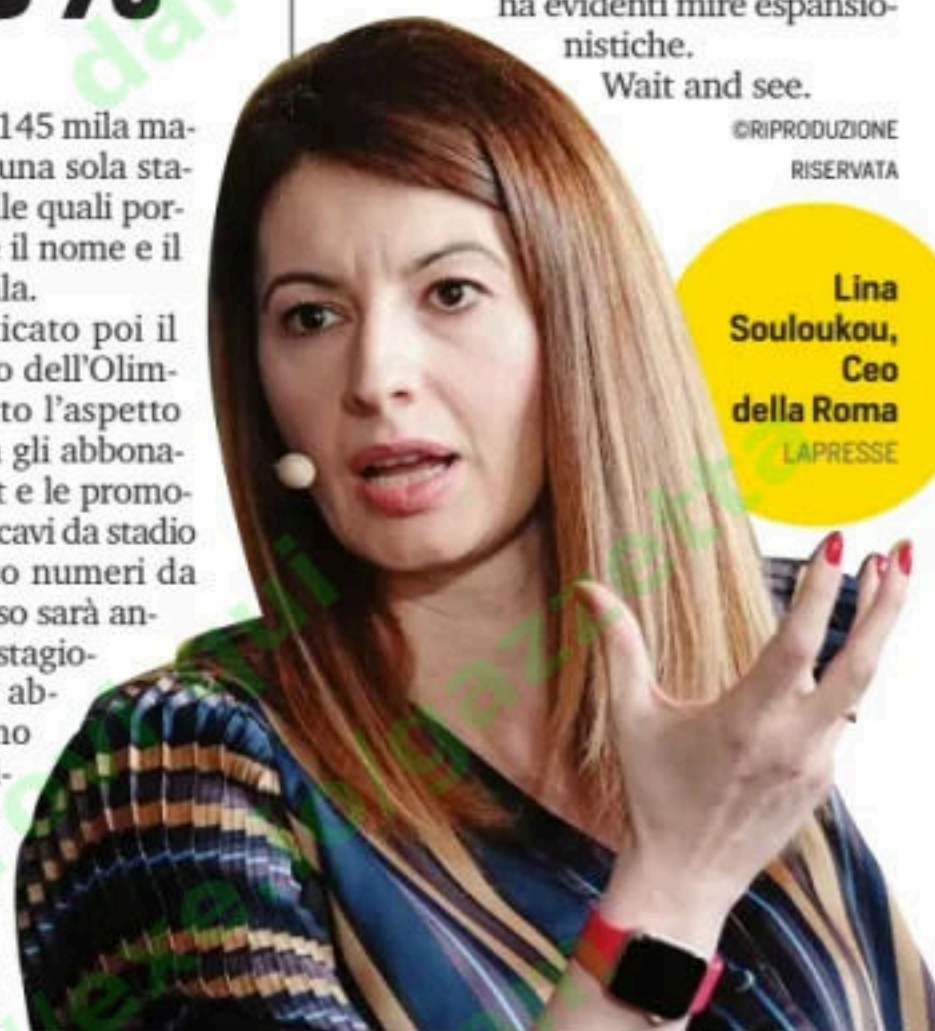 %
145 mila ma-
una sola sta-
le quali por-
il nome e il
la.
icato poi il
o dell'Olim-
to l'aspetto
gli abbona-
t e le promo-
cavi da stadio
o numeri da
so sarà an-
stagio-
ab-
no
ha evidenti mire espansio-
nistiche.
Wait and see.
©RIPRODUZIONE
RISERVATA
Lina
Souloukou,
Ceo
della Roma
LAPRESSE